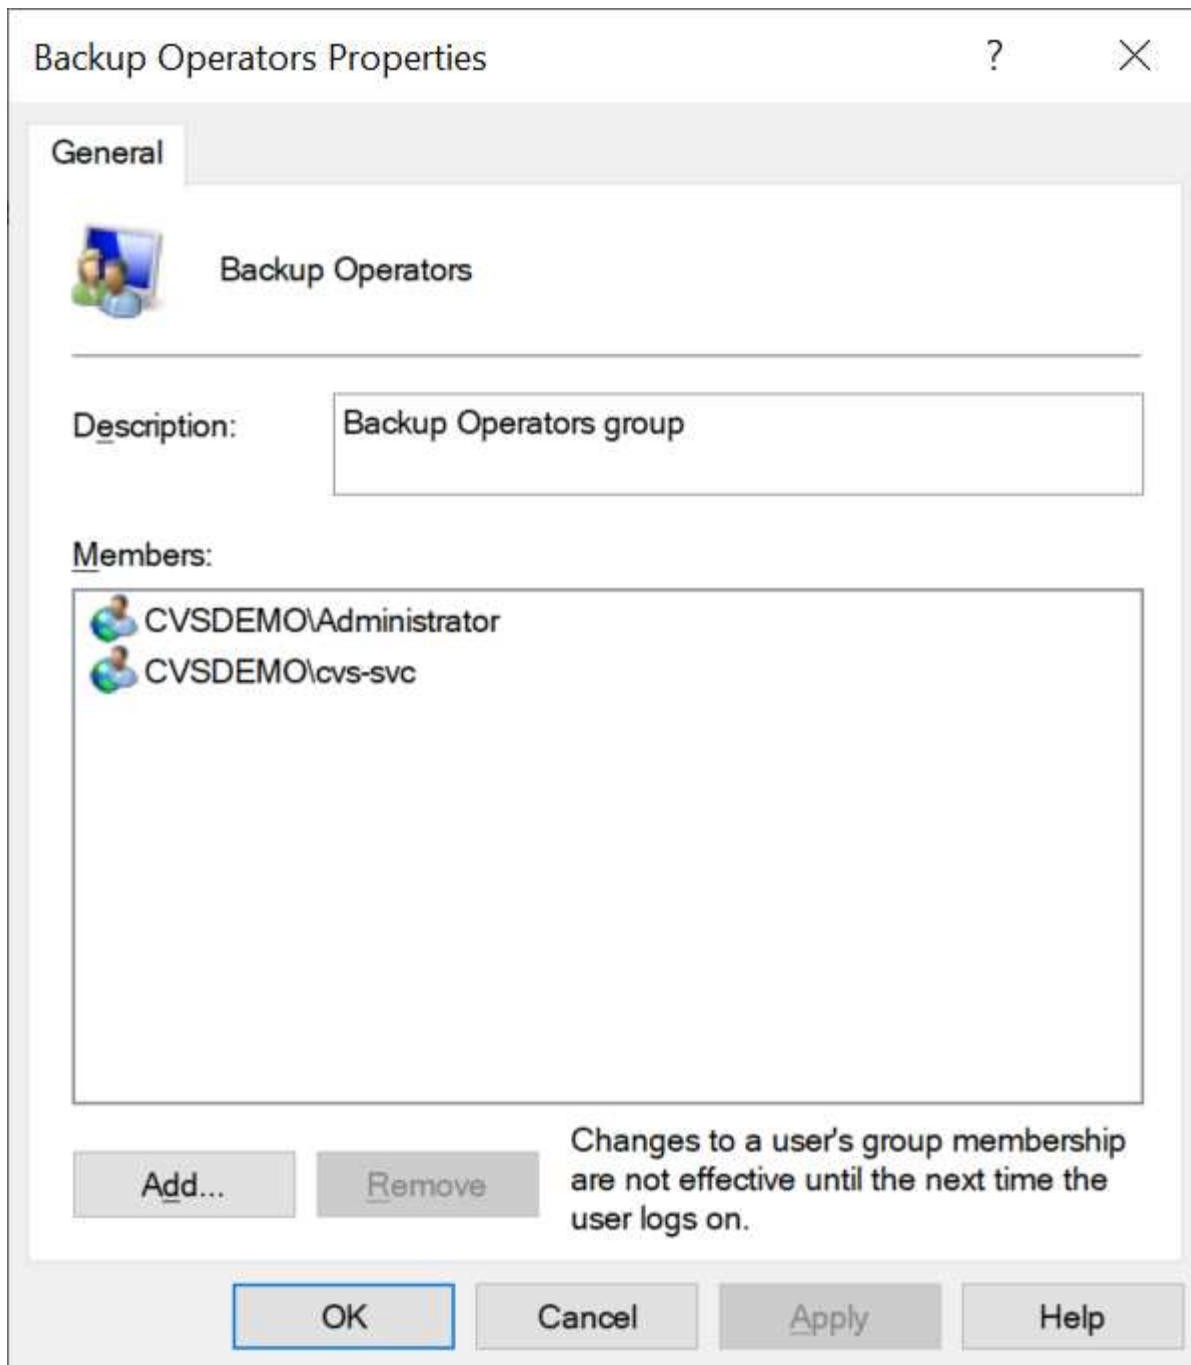 Backup Operators Properties ?
General
Backup Operators
Description: Backup Operators group
Members:
CVSDEMO\Administrator
CVSDEMO\cvs-svc
Add... Remove
Changes to a user's group membership
are not effective until the next time the
user logs on.
OK Cancel Apply Help